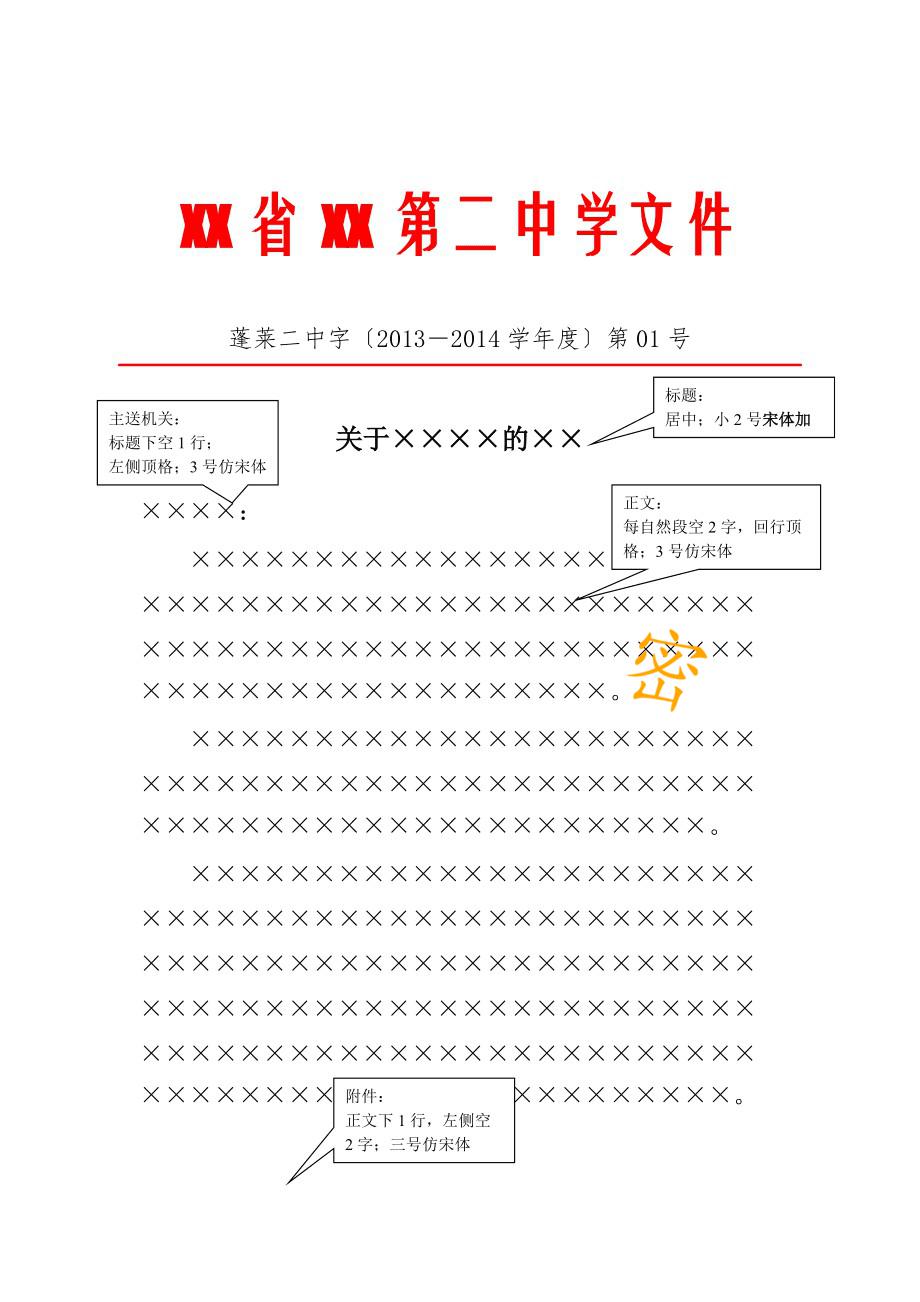 XX省XX第二中学文件
蓬莱二中字〔2013－2014学年度〕第01号
标题：
居中；小2号宋体加
主送机关：
标题下空1行；
左侧顶格；3号仿宋体
关于××××的××
××××：
正文：
每自然段空2字，回行顶
格；3号仿宋体
×××××××××××××××××
×××××××××××××××××××××××××
×××××××××××××××××××××××××
密
×××××××××××××××××××。
×××××××××××××××××××××××
×××××××××××××××××××××××××
×××××××××××××××××××××××。
×××××××××××××××××××××××
×××××××××××××××××××××××××
×××××××××××××××××××××××××
×××××××××××××××××××××××××
×××××××××××××××××××××××××
×××××××× ×××××××××。
附件：
正文下1行，左侧空
2字；三号仿宋体